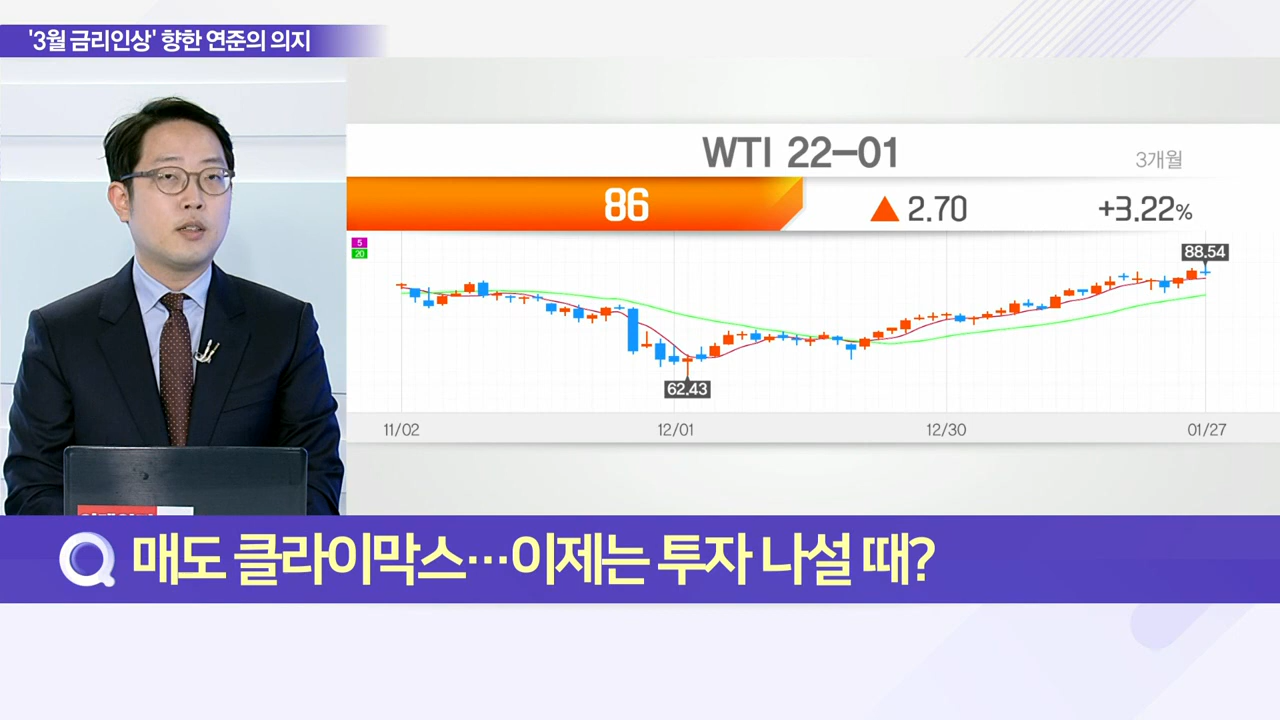 '3월 금리인상' 향한 연준의 의지
WTI 22-01
3개월
86 ▲ 2.70 +3.22%
5
20
88.54
62.43
11/02 12/01 12/30 01/27
매도 클라이막스…이제는 투자 나설 때?